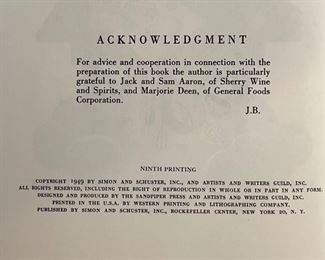 ACKNOWLEDGMENT
For advice and cooperation in connection with the
preparation of this book the author is particularly
grateful to Jack and Sam Aaron, of Sherry Wine
and Spirits, and Marjorie Deen, of General Foods
Corporation.
J.B.
NINTH PRINTING
COPYRIGHT 1949 BY SIMON AND SCHUSTER, INC., AND ARTISTS AND WRITERS GUILD, INC.
ALL RIGHTS RESERVED, INCLUDING THE RIGHT OF REPRODUCTION IN WHOLE OR IN PART IN ANY FORM.
DESIGNED AND PRODUCED BY THE SANDPIPER PRESS AND ARTISTS AND WRITERS GUILD, INC.
PRINTED IN THE U.S.A. BY WESTERN PRINTING AND LITHOGRAPHING COMPANY.
PUBLISHED BY SIMON AND SCHUSTER, INC., ROCKEFELLER CENTER, NEW YORK 20, N. Y.